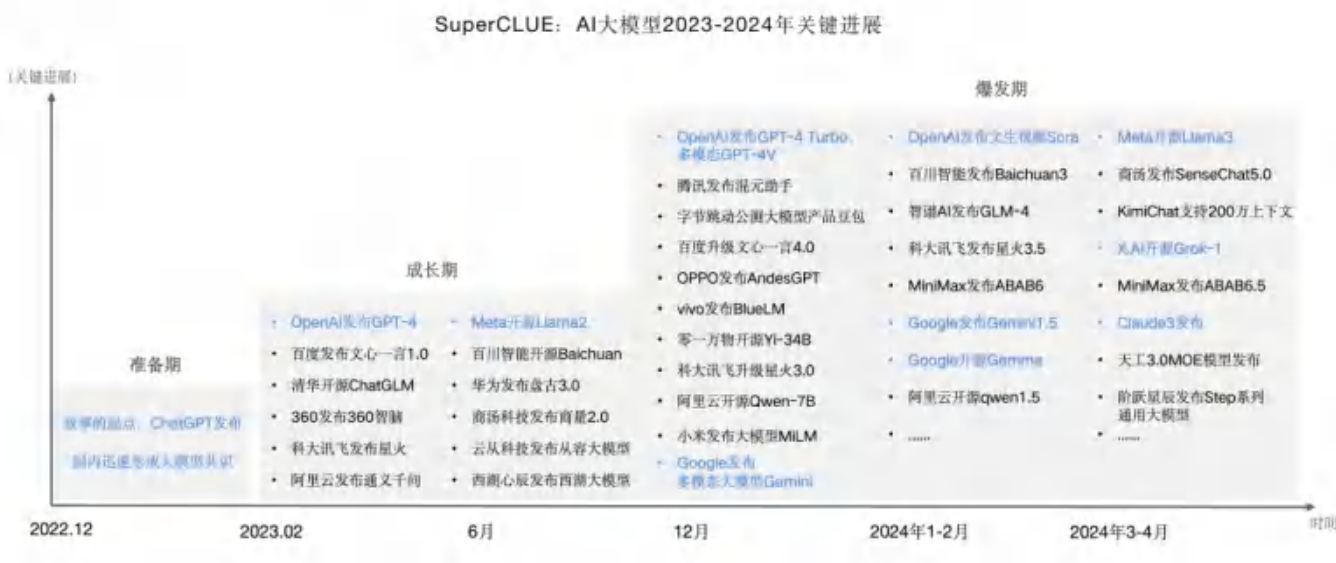 SuperCLUE：AI大模型2023-2024年关键进展
(关键进展)
准备期
故事的起点，ChatGPT发布
国内迅速形成大模型共识
成长期
· OpenAI发布GPT-4
• 百度发布文心一言1.0
• 清华开源ChatGLM
• 360发布360智脑
• 科大讯飞发布星火
• 阿里云发布通义千问
· Meta开源Llama2
• 百川智能开源Baichuan
• 华为发布盘古3.0
• 商汤科技发布商量2.0
• 云从科技发布从容大模型
• 西湖心辰发布西湖大模型
爆发期
· OpenAI发布GPT-4 Turbo、
多模态GPT-4V
• 腾讯发布混元助手
• 字节跳动公测大模型产品豆包
• 百度升级文心一言4.0
• OPPO发布AndesGPT
• vivo发布BlueLM
• 零一万物开源Yi-34B
• 科大讯飞升级星火3.0
• 阿里云开源Qwen-7B
• 小米发布大模型MiLM
· Google发布
多模态大模型Gemini
· OpenAI发布文生视频Sora
• 百川智能发布Baichuan3
• 智谱AI发布GLM-4
• 科大讯飞发布星火3.5
• MiniMax发布ABAB6
· Google发布Gemini1.5
· Google开源Gemma
• 阿里云开源qwen1.5
• ......
· Meta开源Llama3
• 商汤发布SenseChat5.0
• KimiChat支持200万上下文
· X.AI开源Grok-1
• MiniMax发布ABAB6.5
· Claude3发布
• 天工3.0MOE模型发布
• 阶跃星辰发布Step系列
通用大模型
• ......
2022.12
2023.02
6月
12月
2024年1-2月
2024年3-4月
时间